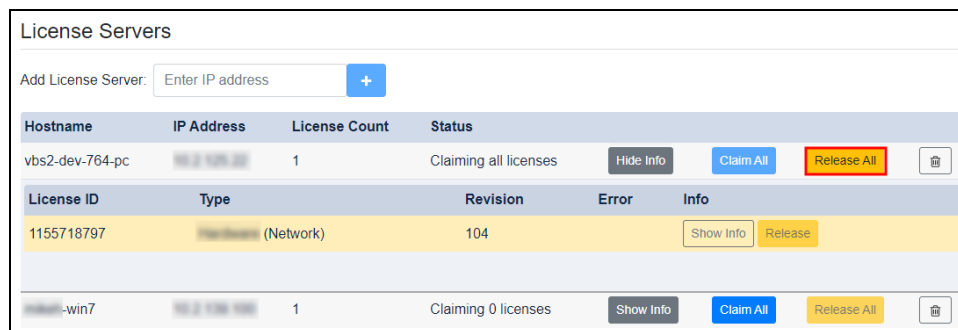 License Servers
Add License Server: Enter IP address +
Hostname IP Address License Count Status
vbs2-dev-764-pc 1 Claiming all licenses Hide Info Claim All Release All
License ID Type Revision Error Info
1155718797 (Network) 104 Show Info Release
-win7 1 Claiming 0 licenses Show Info Claim All Release All